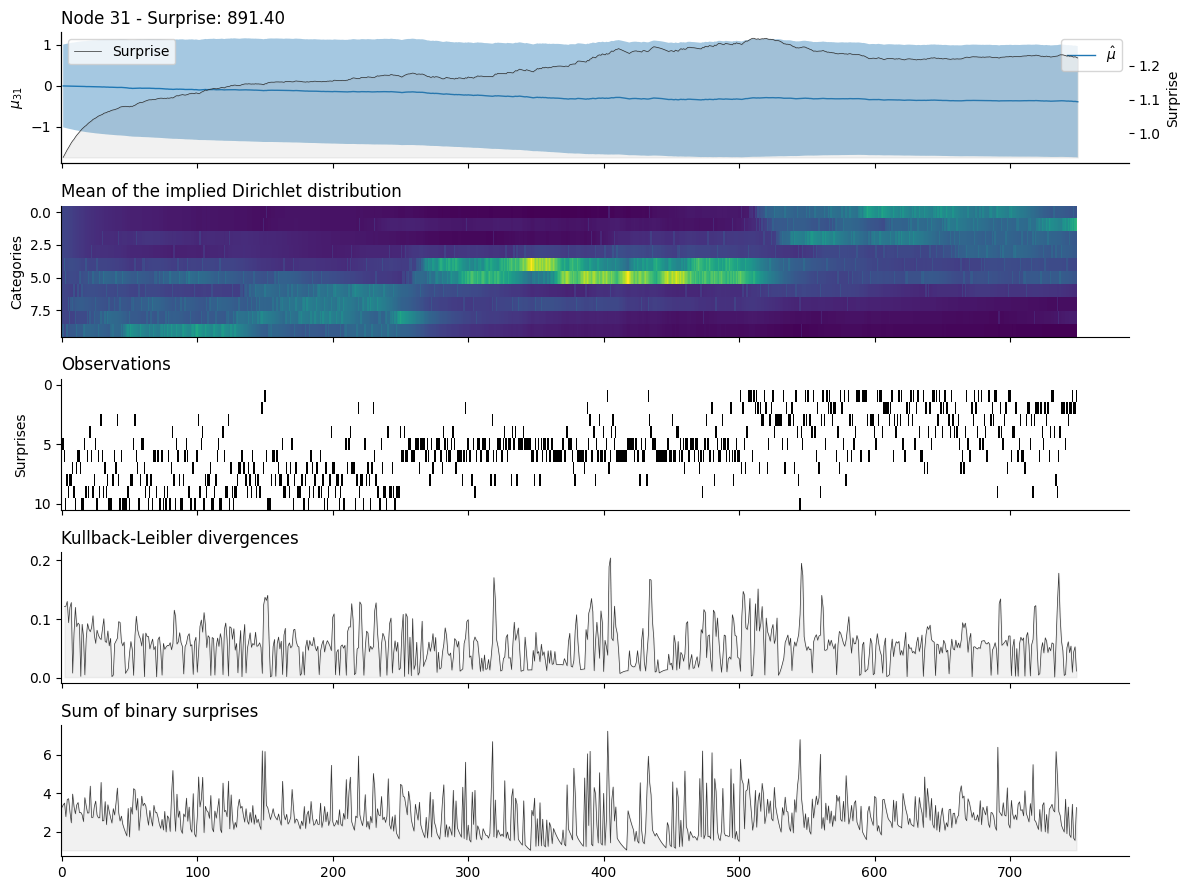 Node 31 - Surprise: 891.40
1
0
−1
μ31
Surprise
μ̂
1.2
1.1
1.0
Surprise
Mean of the implied Dirichlet distribution
0.0
2.5
5.0
7.5
Categories
Observations
0
5
10
Surprises
Kullback-Leibler divergences
0.2
0.1
0.0
Sum of binary surprises
6
4
2
0 100 200 300 400 500 600 700